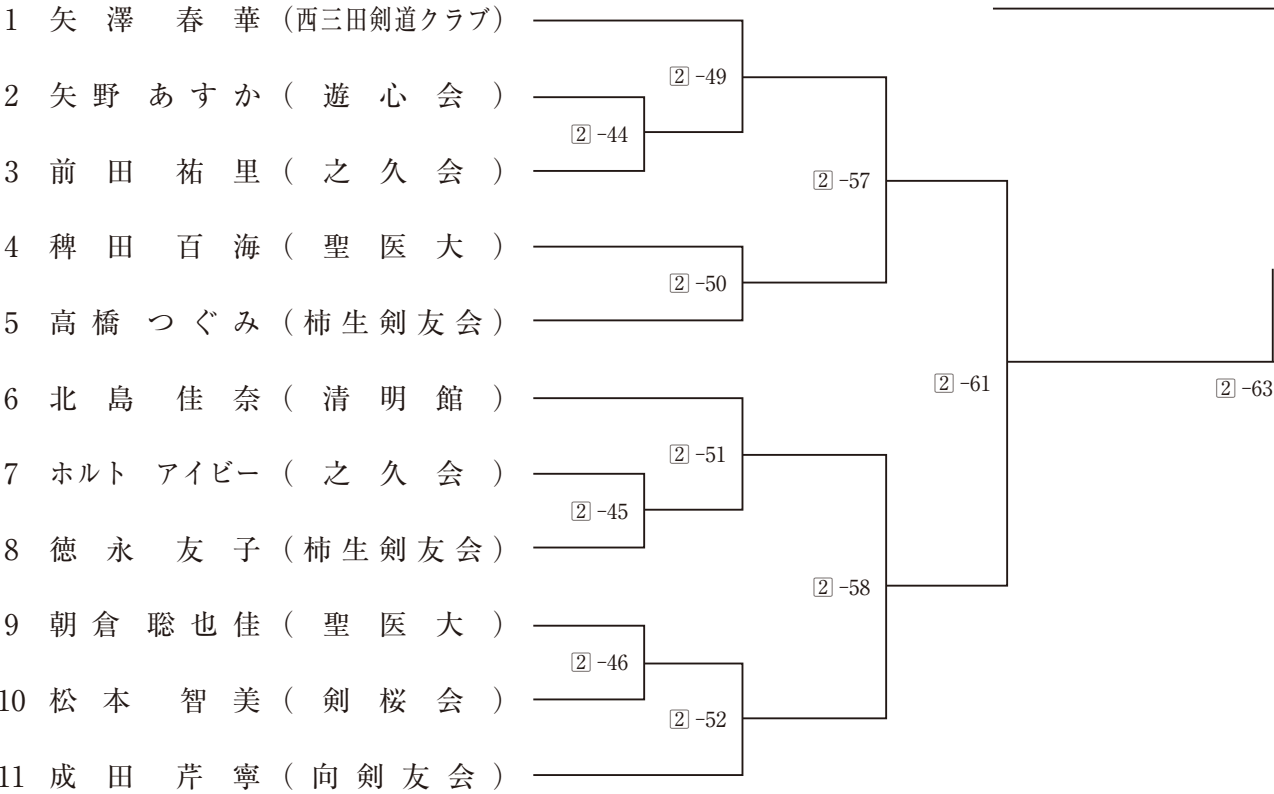 1 矢澤 春華 (西三田剣道クラブ)
2-49
2 矢野 あすか (遊心会)
2-44
3 前田 祐里 (之久会)
2-57
4 稗田 百海 (聖医大)
2-50
5 高橋 つぐみ (柿生剣友会)
2-61
2-63
6 北島 佳奈 (清明館)
2-51
7 ホルト アイビー (之久会)
2-45
8 徳永 友子 (柿生剣友会)
2-58
9 朝倉 聡也佳 (聖医大)
2-46
10 松本 智美 (剣桜会)
2-52
11 成田 芹寧 (向剣友会)